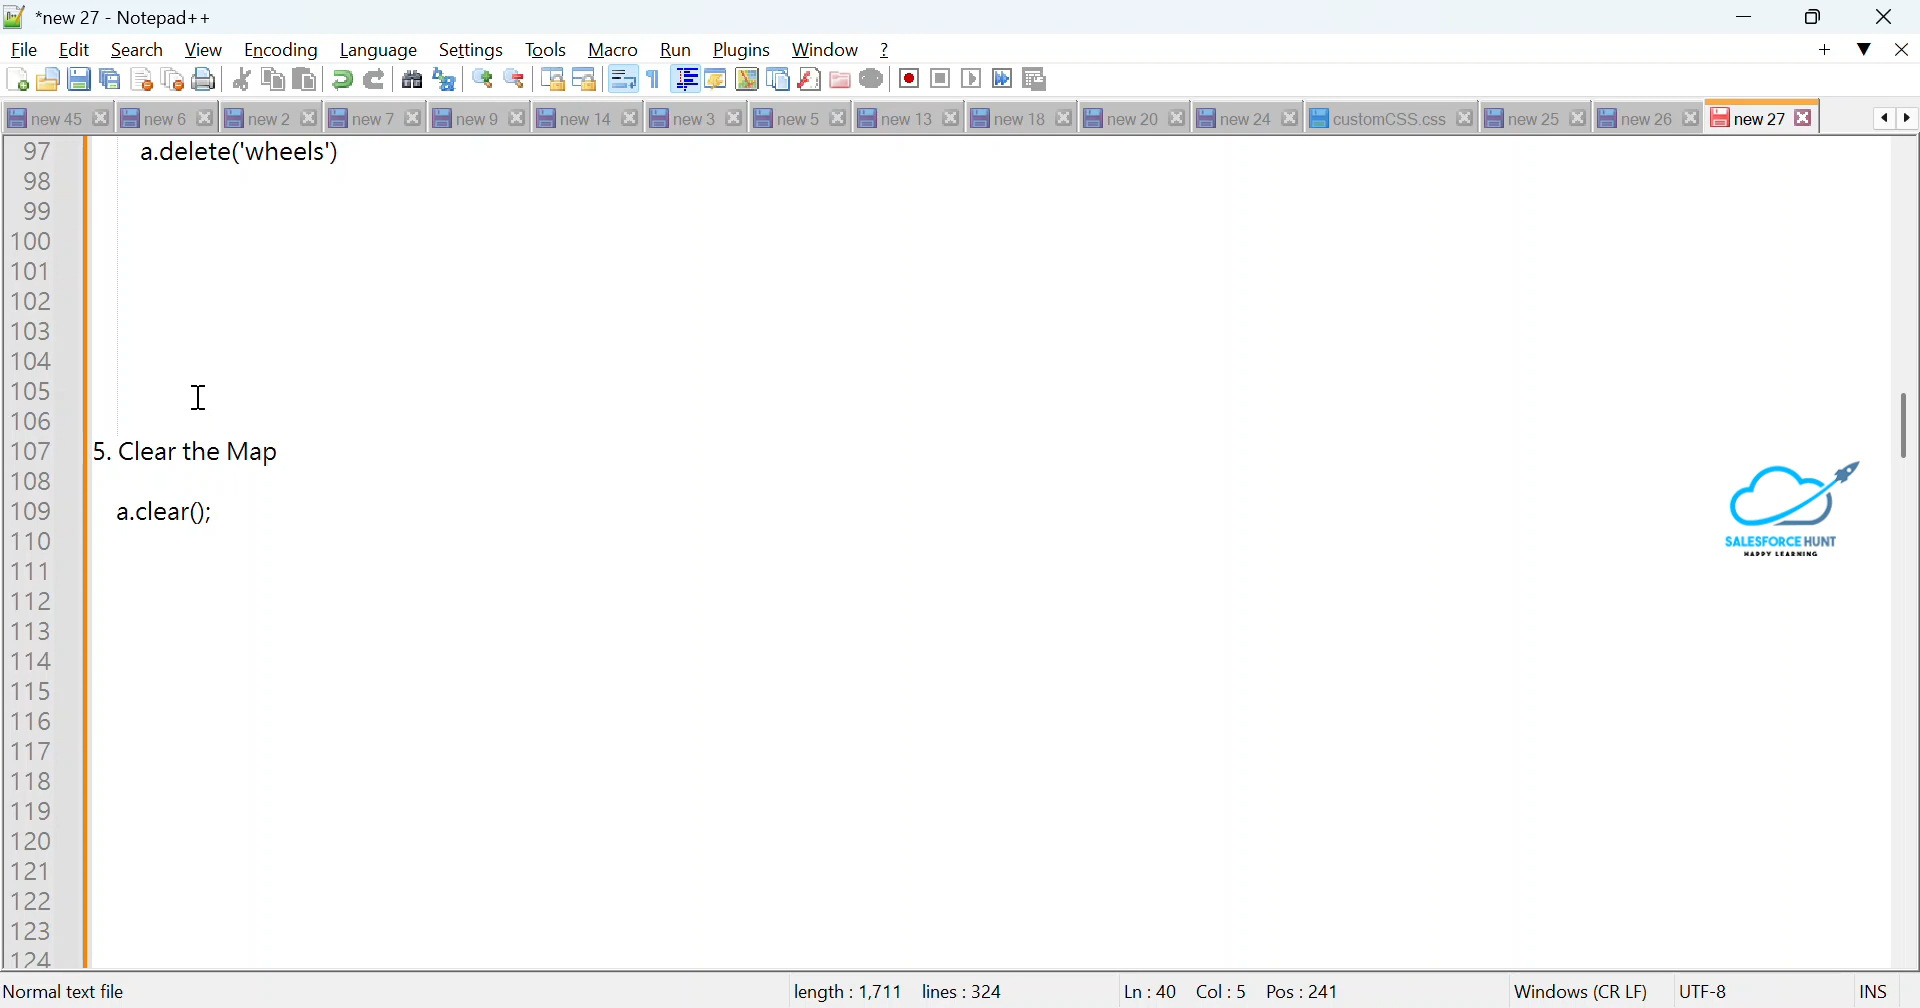 *new 27 - Notepad++
File Edit Search View Encoding Language Settings Tools Macro Run Plugins Window ?
new 45 new 6 new 2 new 7 new 9 new 14 new 3 new 5 new 13 new 18 new 20 new 24 customCSS.css new 25 new 26 new 27
97 a.delete('wheels')
98
99
100
101
102
103
104
105
106
107 5. Clear the Map
108
109 a.clear();
110
111
112
113
114
115
116
117
118
119
120
121
122
123
124
SALESFORCE HUNT
HAPPY LEARNING
Normal text file length : 1,711 lines : 324 Ln : 40 Col : 5 Pos : 241 Windows (CR LF) UTF-8 INS